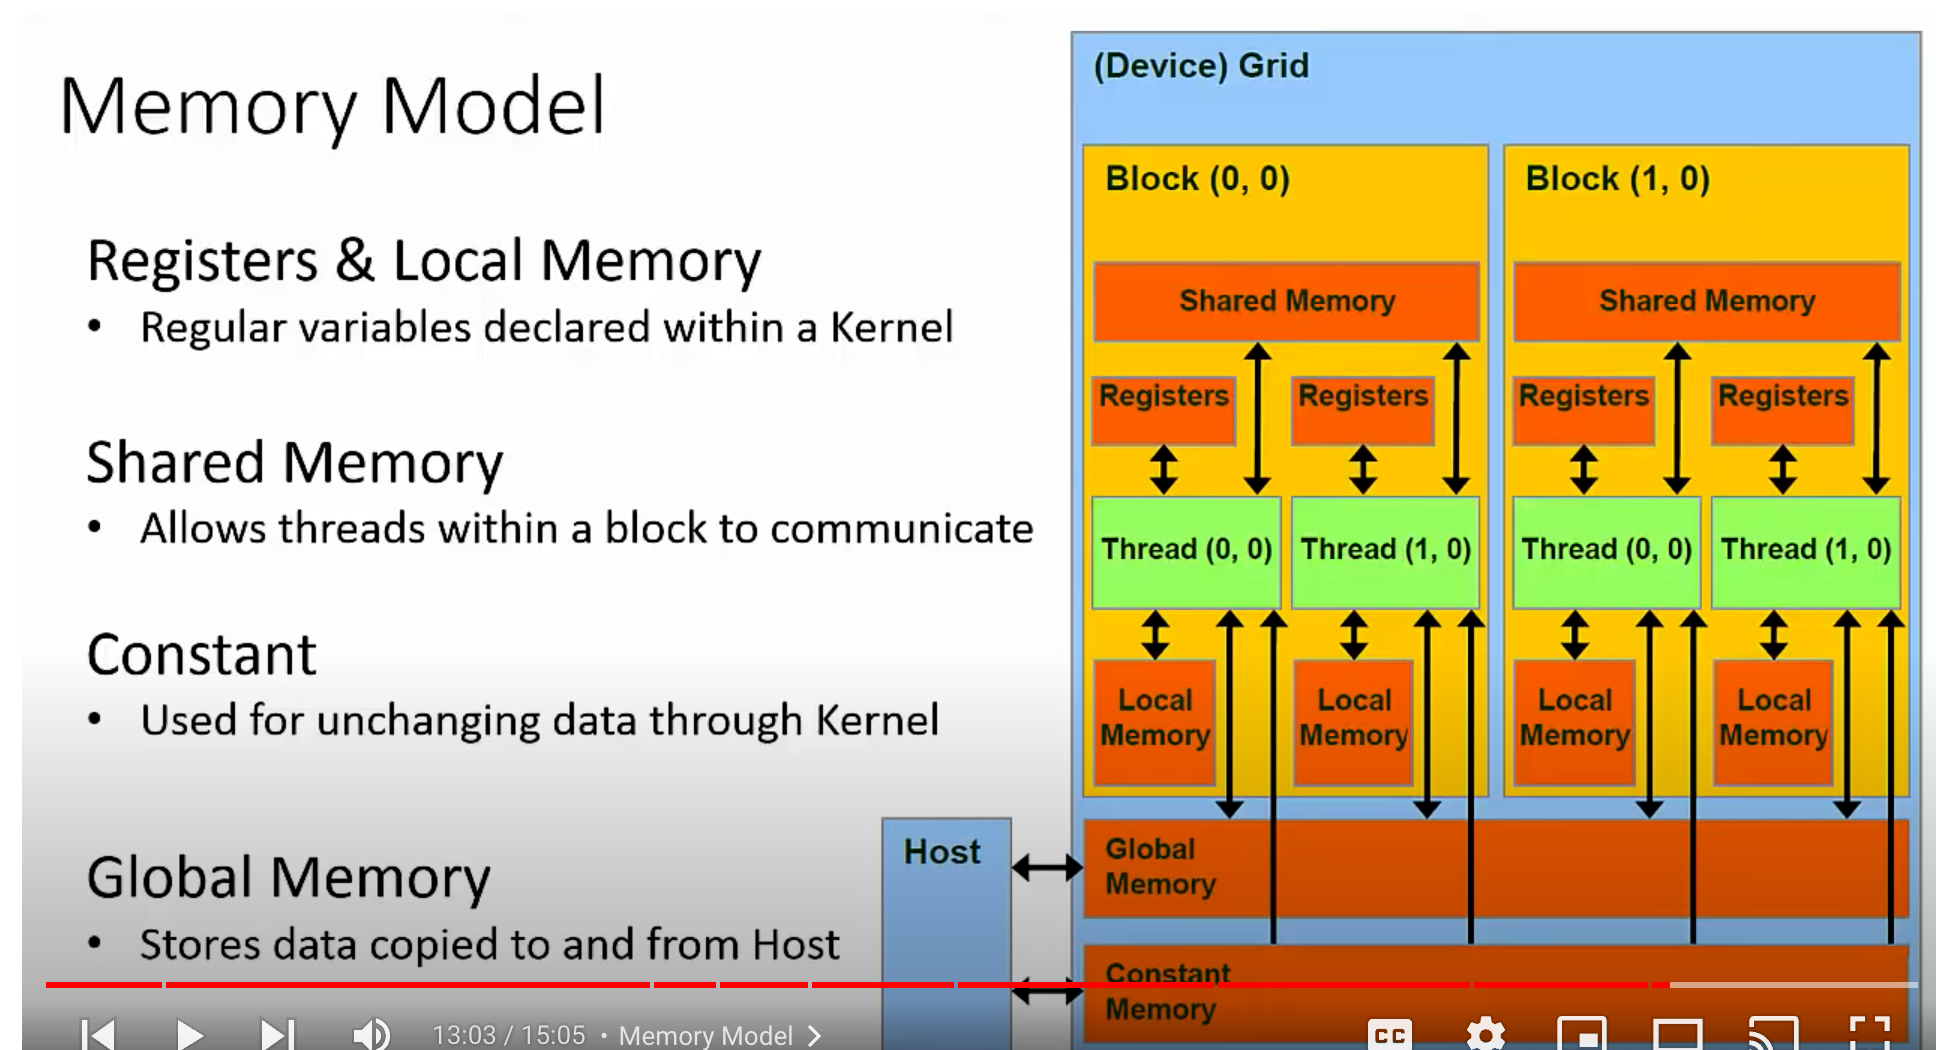 Memory Model
Registers & Local Memory
• Regular variables declared within a Kernel
Shared Memory
• Allows threads within a block to communicate
Constant
• Used for unchanging data through Kernel
Global Memory
• Stores data copied to and from Host
(Device) Grid
Block (0, 0)
Shared Memory
Registers
Registers
Thread (0, 0)
Thread (1, 0)
Local
Memory
Local
Memory
Block (1, 0)
Shared Memory
Registers
Registers
Thread (0, 0)
Thread (1, 0)
Local
Memory
Local
Memory
Host
Global
Memory
Constant
Memory
13:03 / 15:05 • Memory Model
CC